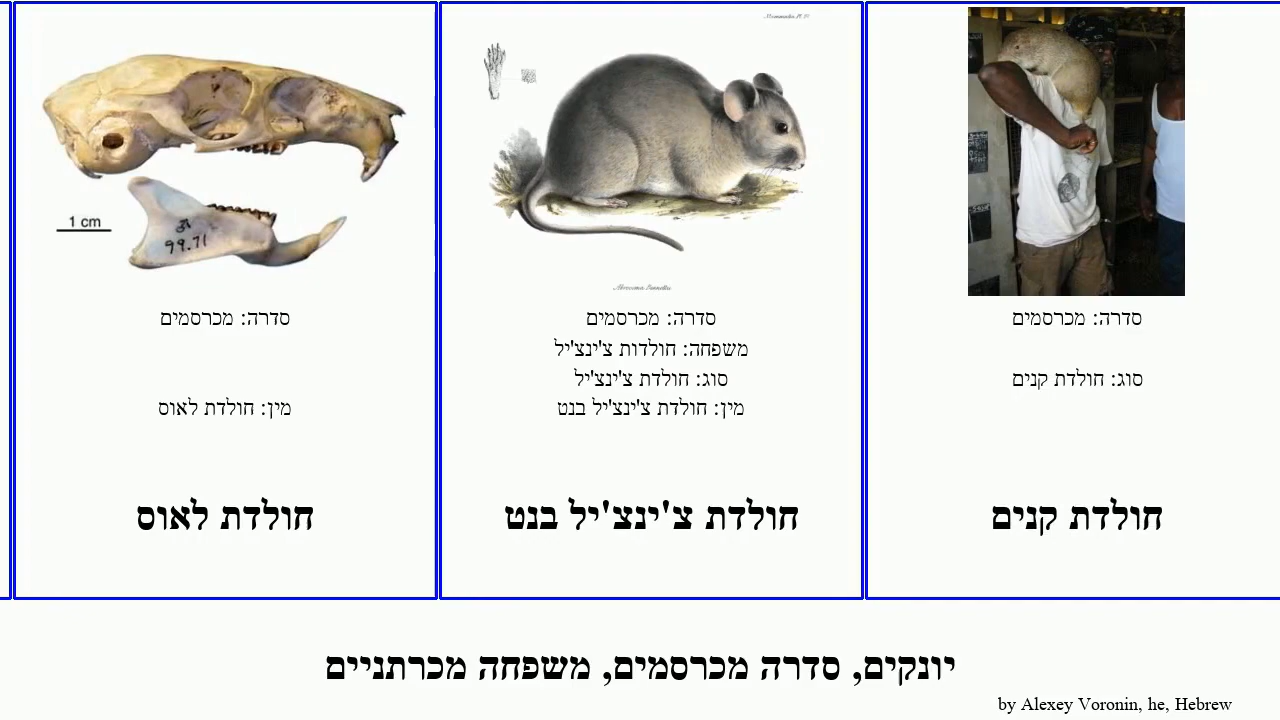 1 cm
99.71
סדרה: מכרסמים
מין: חולדת לאוס
חולדת לאוס
סדרה: מכרסמים
משפחה: חולדות צ'ינצ'יל
סוג: חולדת צ'ינצ'יל
מין: חולדת צ'ינצ'יל בנט
חולדת צ'ינצ'יל בנט
סדרה: מכרסמים
סוג: חולדת קנים
חולדת קנים
יונקים, סדרה מכרסמים, משפחה מכרתניים
by Alexey Voronin, he, Hebrew